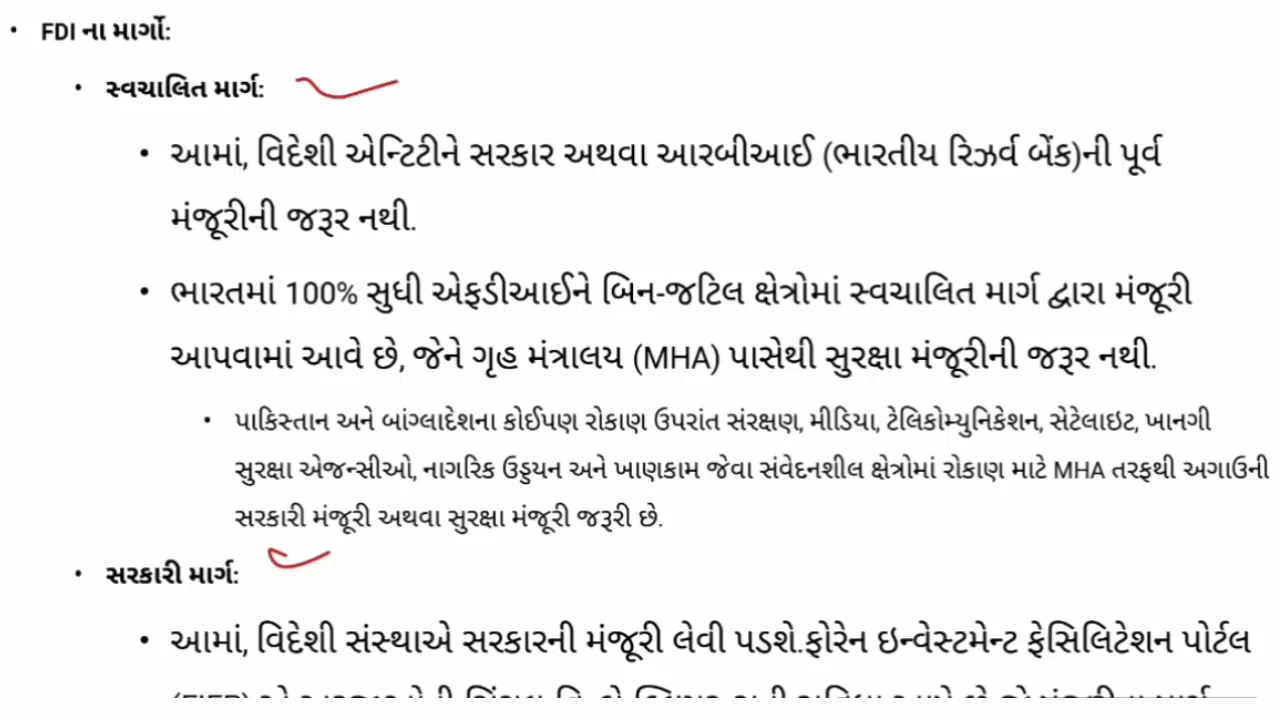 • FDI ના માર્ગો:
• સ્વચાલિત માર્ગ:
• આમાં, વિદેશી એન્ટિટીને સરકાર અથવા આરબીઆઈ (ભારતીય રિઝર્વ બેંક)ની પૂર્વ
મંજૂરીની જરૂર નથી.
• ભારતમાં 100% સુધી એફડીઆઈને બિન-જટિલ ક્ષેત્રોમાં સ્વચાલિત માર્ગ દ્વારા મંજૂરી
આપવામાં આવે છે, જેને ગૃહ મંત્રાલય (MHA) પાસેથી સુરક્ષા મંજૂરીની જરૂર નથી.
• પાકિસ્તાન અને બાંગ્લાદેશના કોઈપણ રોકાણ ઉપરાંત સંરક્ષણ, મીડિયા, ટેલિકોમ્યુનિકેશન, સેટેલાઇટ, ખાનગી
સુરક્ષા એજન્સીઓ, નાગરિક ઉડ્ડયન અને ખાણકામ જેવા સંવેદનશીલ ક્ષેત્રોમાં રોકાણ માટે MHA તરફથી અગાઉની
સરકારી મંજૂરી અથવા સુરક્ષા મંજૂરી જરૂરી છે.
• સરકારી માર્ગ:
• આમાં, વિદેશી સંસ્થાએ સરકારની મંજૂરી લેવી પડશે.ફોરેન ઇન્વેસ્ટમેન્ટ ફેસિલિટેશન પોર્ટલ